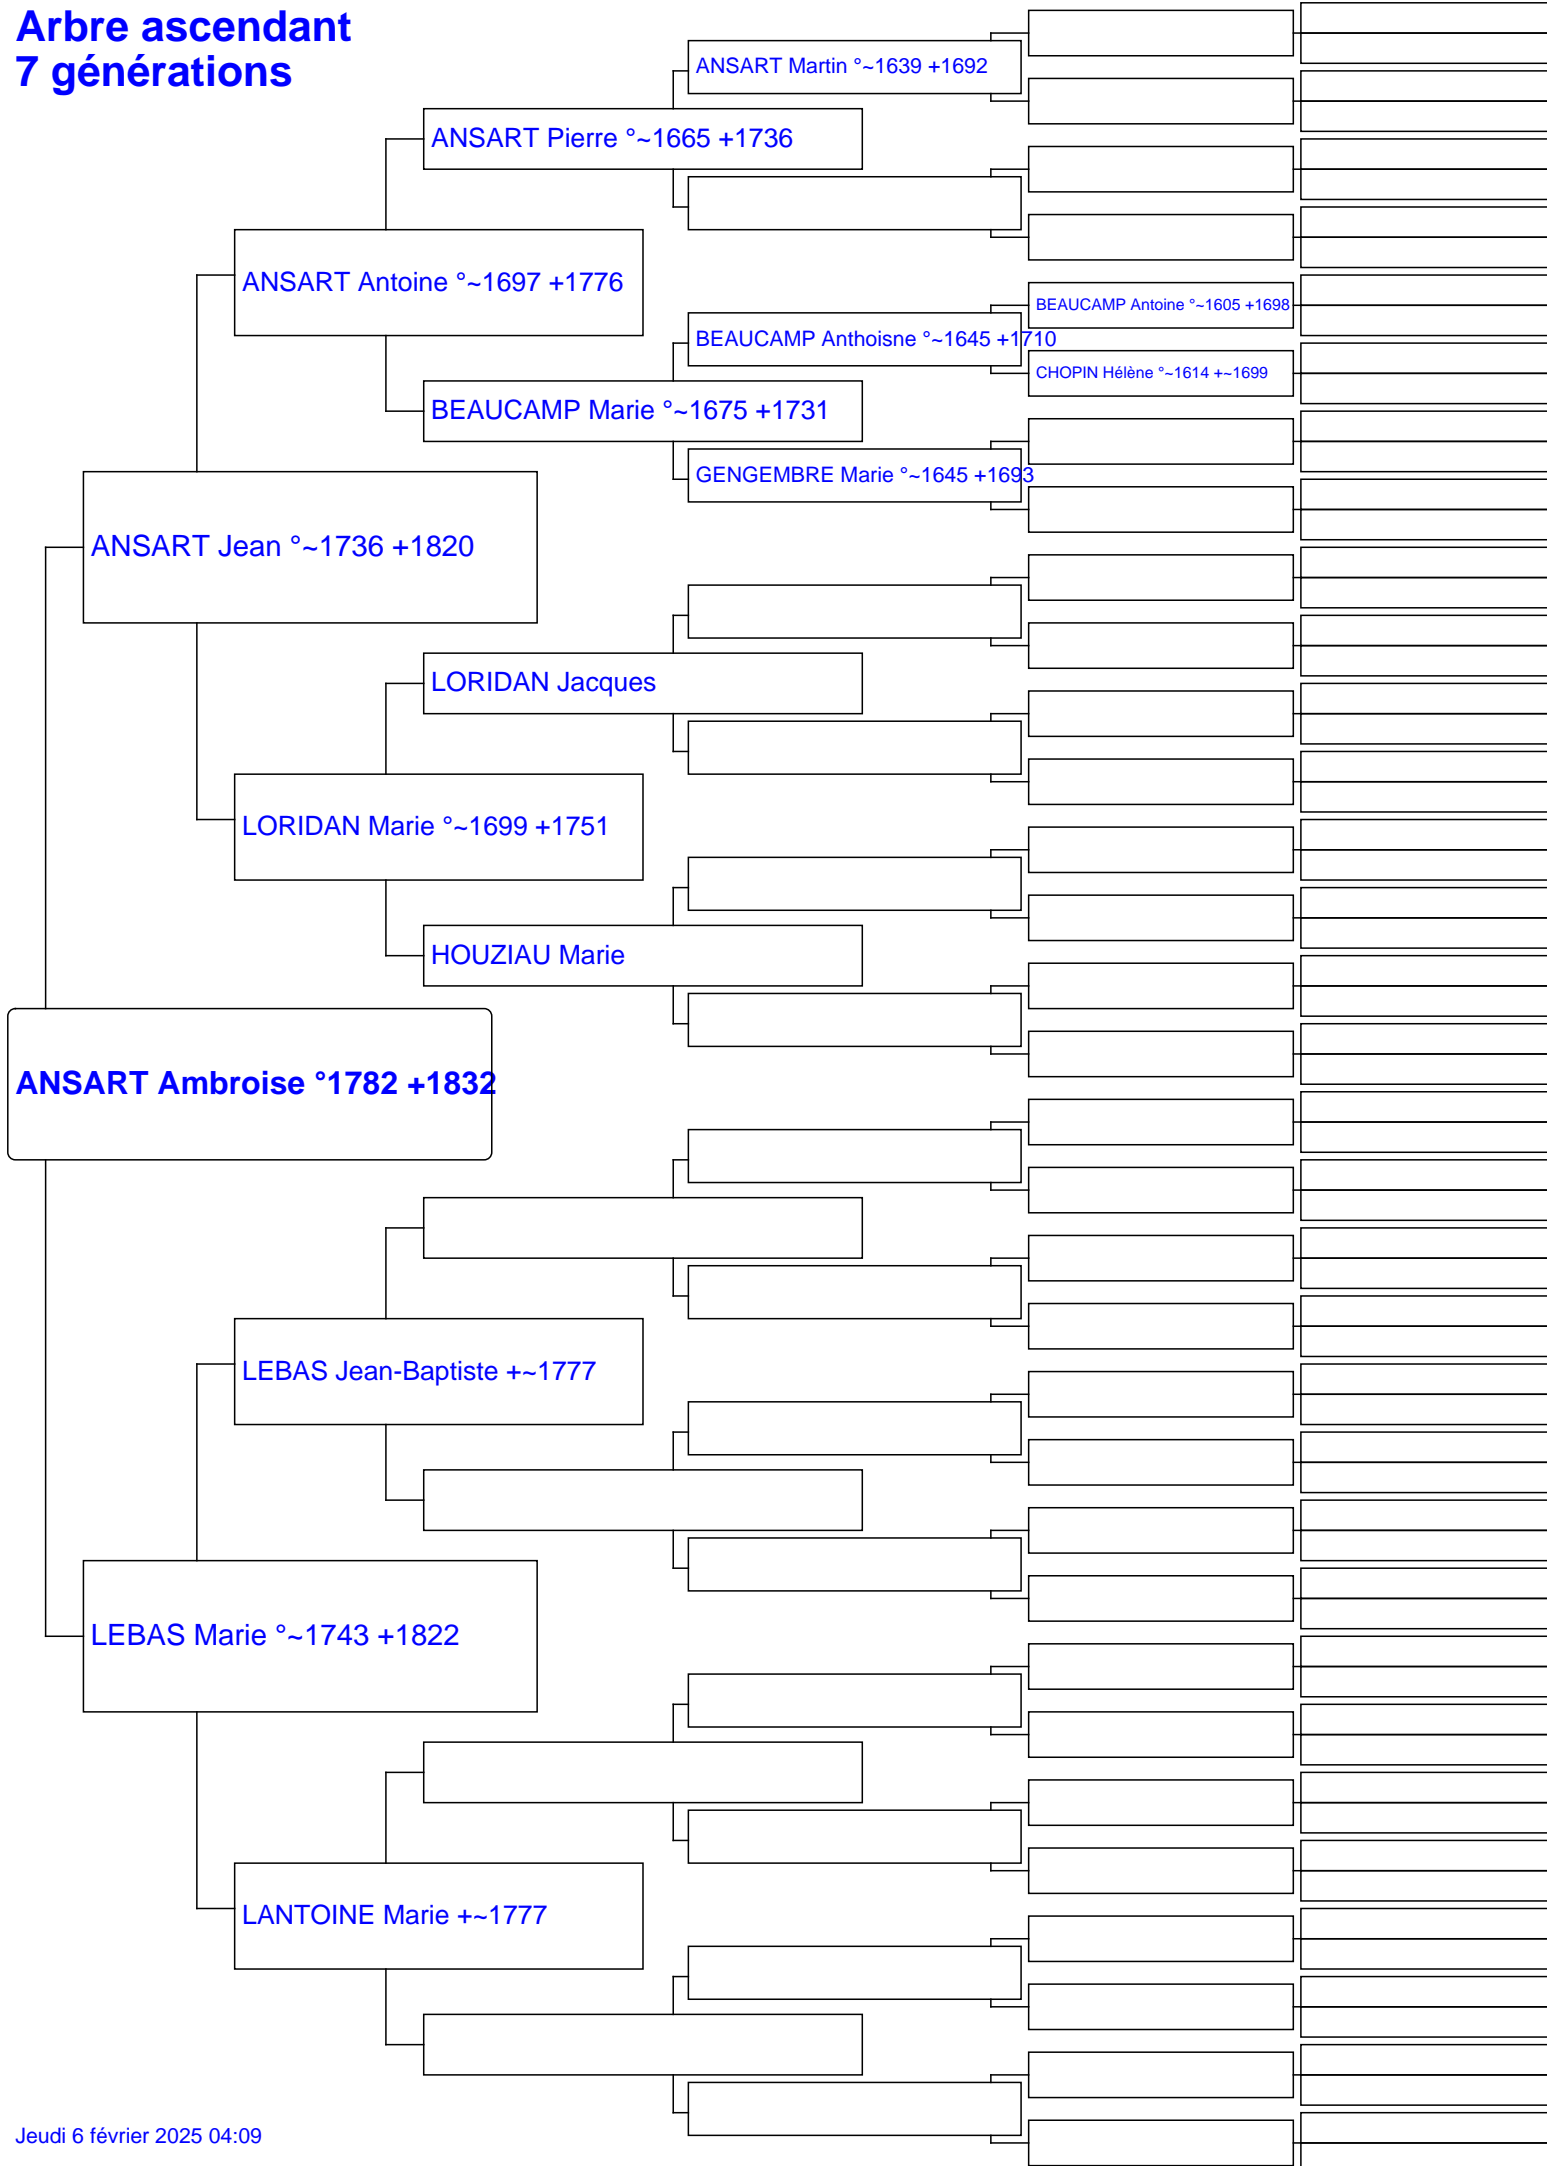 Arbre ascendant
7 générations
ANSART Martin °~1639 +1692
ANSART Pierre °~1665 +1736
ANSART Antoine °~1697 +1776
BEAUCAMP Antoine °~1605 +1698
BEAUCAMP Anthoisne °~1645 +1710
CHOPIN Hélène °~1614 +~1699
BEAUCAMP Marie °~1675 +1731
GENGEMBRE Marie °~1645 +1693
ANSART Jean °~1736 +1820
LORIDAN Jacques
LORIDAN Marie °~1699 +1751
HOUZIAU Marie
ANSART Ambroise °1782 +1832
LEBAS Jean-Baptiste +~1777
LEBAS Marie °~1743 +1822
LANTOINE Marie +~1777
Jeudi 6 février 2025 04:09